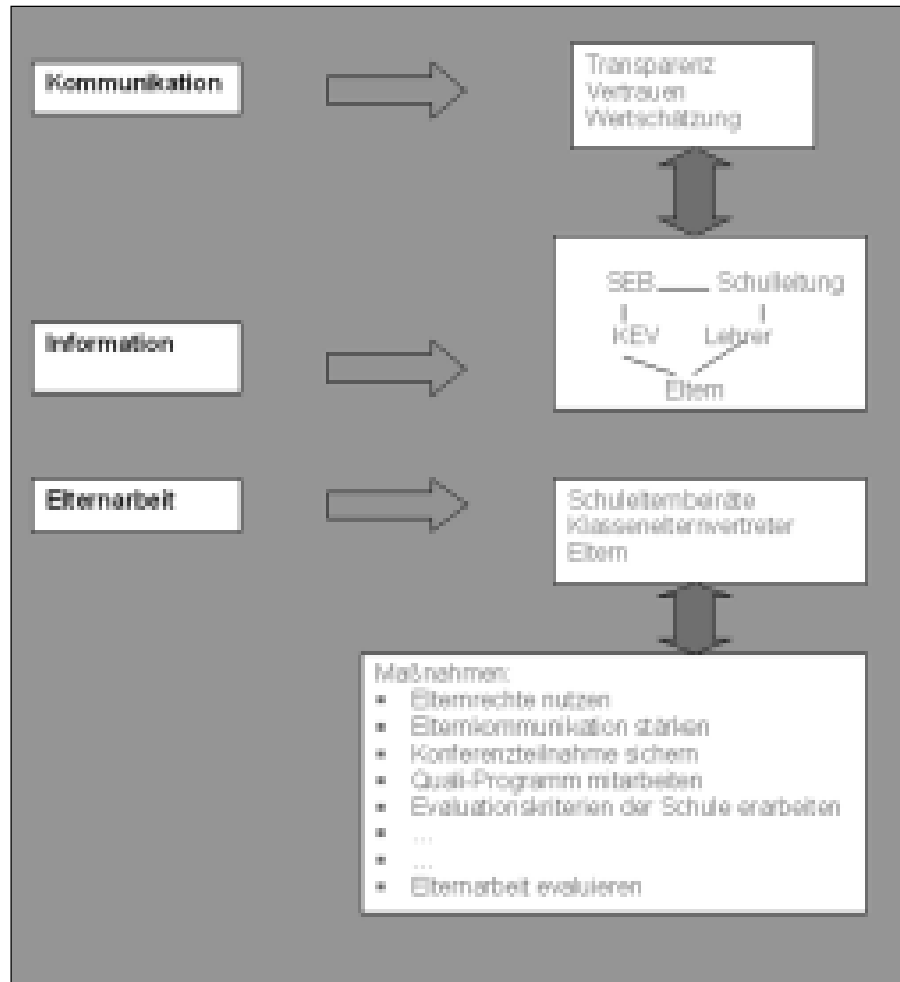 Kommunikation
Transparenz
Vertrauen
Wertschätzung
SEB Schulleitung
Information
KEV Lehrer
Eltern
Elternarbeit
Schulelternbeiräte
Klassenelternvertreter
Eltern
Maßnahmen:
• Elternrechte nutzen
• Elternkommunikation stärken
• Konferenzteilnahme sichern
• Quali-Programm mitarbeiten
• Evaluationskriterien der Schule erarbeiten
• ...
• ...
• Elternarbeit evaluieren